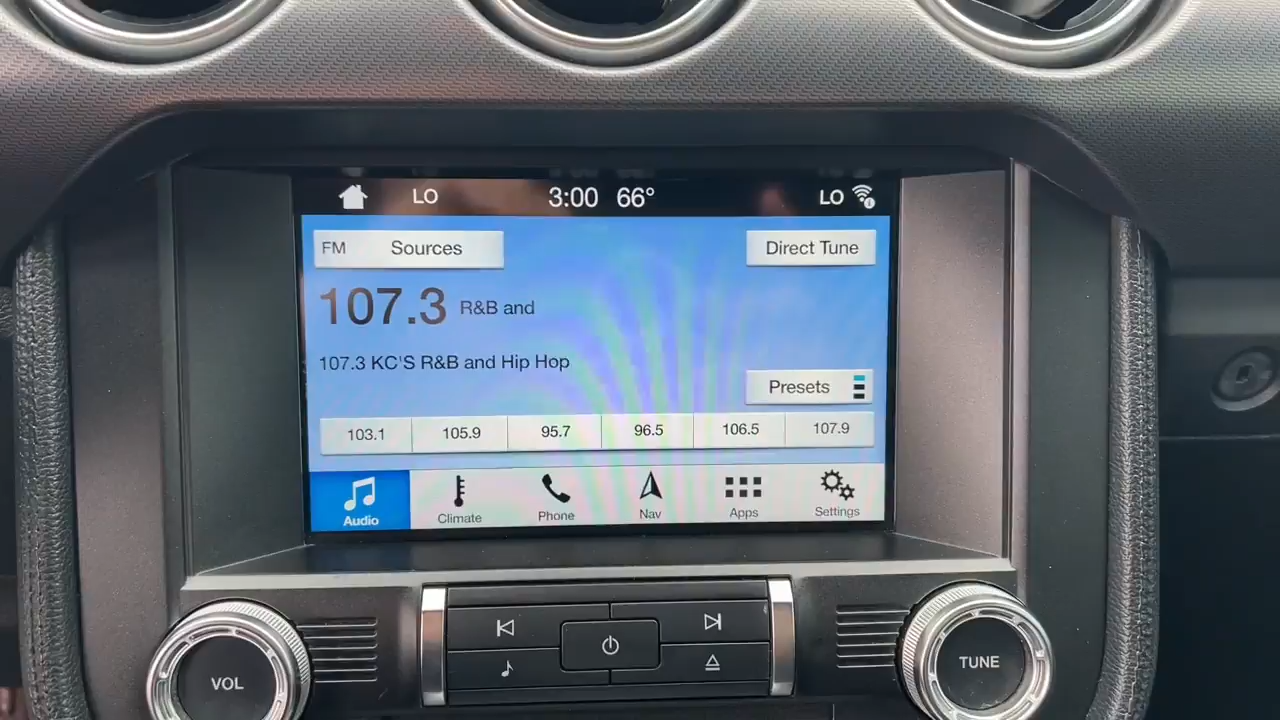 LO 3:00 66° LO
FM Sources Direct Tune
107.3 R&B and
107.3 KC'S R&B and Hip Hop
Presets
103.1 105.9 95.7 96.5 106.5 107.9
Audio Climate Phone Nav Apps Settings
VOL TUNE